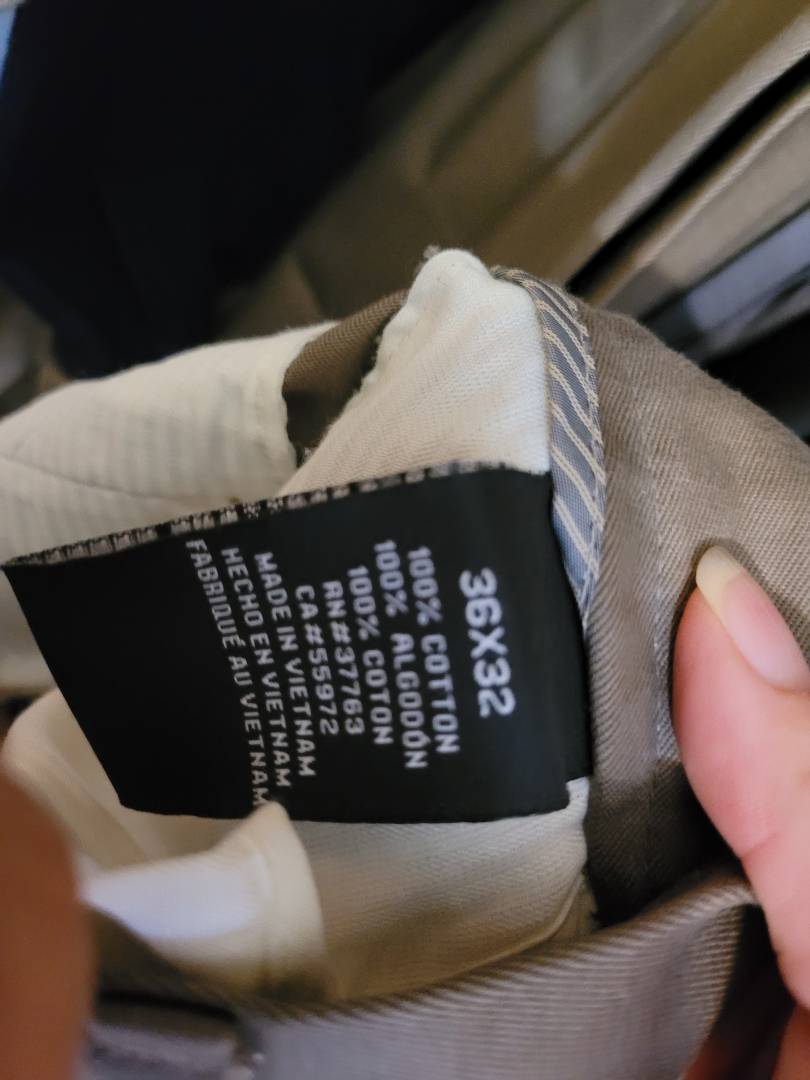 36X32
100% COTTON
100% ALGODÓN
100% COTON
RN#37763
CA#55972
MADE IN VIETNAM
HECHO EN VIETNAM
FABRIQUÉ AU VIETNAM